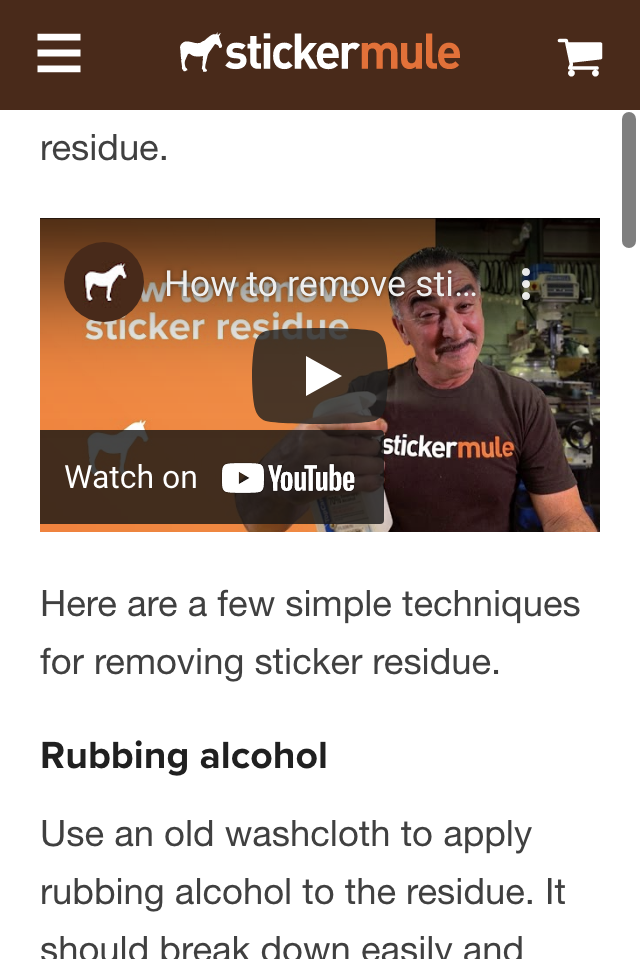 stickermule
residue.
How to remove sti...
How to remove
sticker residue
stickermule
Watch on YouTube
Here are a few simple techniques
for removing sticker residue.
Rubbing alcohol
Use an old washcloth to apply
rubbing alcohol to the residue. It
should break down easily and